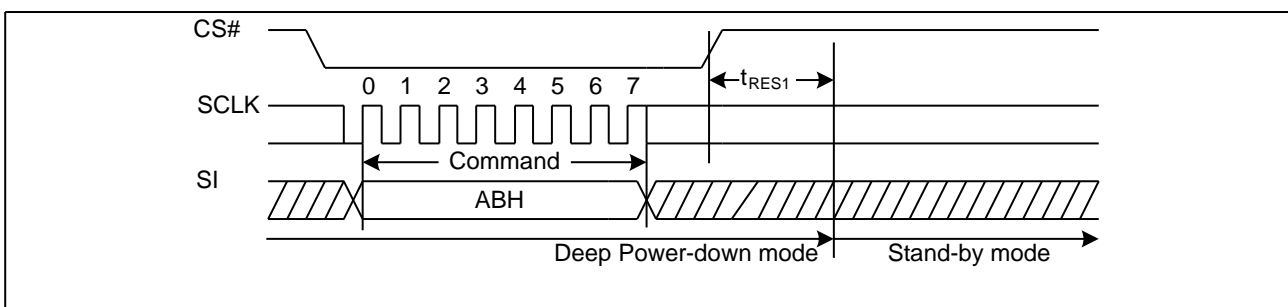 CS#
tRES1
0 1 2 3 4 5 6 7
SCLK
Command
SI
ABH
Deep Power-down mode Stand-by mode